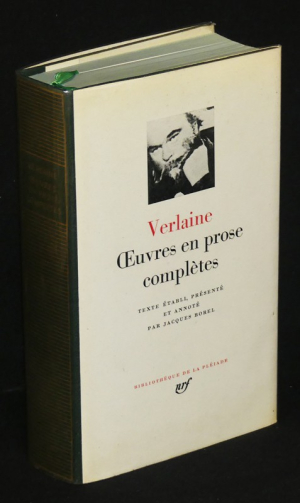 Verlaine
Œuvres en prose
complètes
TEXTE ÉTABLI, PRÉSENTÉ
ET ANNOTÉ
PAR JACQUES BOREL
BIBLIOTHÈQUE DE LA PLÉIADE
nrf